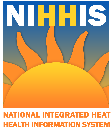 NIHHIS
NATIONAL INTEGRATED HEAT
HEALTH INFORMATION SYSTEM